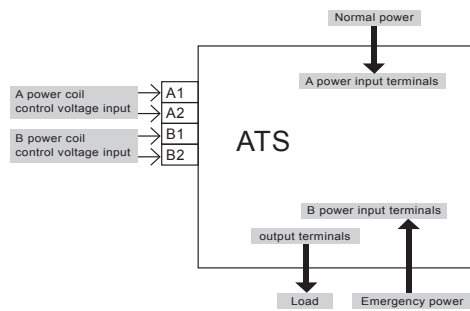 Normal power
A power input terminals
A power coil
control voltage input
A1
A2
B power coil
control voltage input
B1
B2
ATS
B power input terminals
output terminals
Load
Emergency power